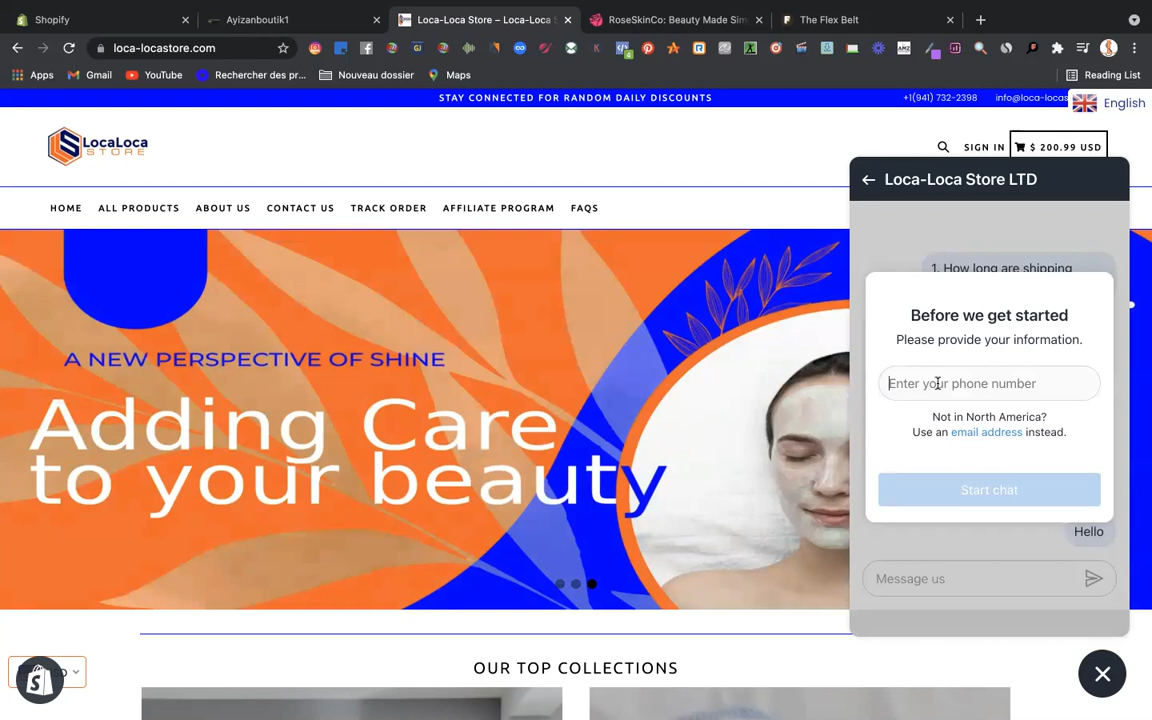 Shopify
Ayizanboutik1
Loca-Loca Store – Loca-Loca S
RoseSkinCo: Beauty Made Sim
The Flex Belt
loca-locastore.com
Apps
Gmail
YouTube
Rechercher des pr...
Nouveau dossier
Maps
Reading List
STAY CONNECTED FOR RANDOM DAILY DISCOUNTS
+1(941) 732-2398
info@loca-locas
English
LocaLoca
STORE
SIGN IN
$ 200.99 USD
HOME
ALL PRODUCTS
ABOUT US
CONTACT US
TRACK ORDER
AFFILIATE PROGRAM
FAQS
A NEW PERSPECTIVE OF SHINE
Adding Care
to your beauty
Loca-Loca Store LTD
1. How long are shipping
Before we get started
Please provide your information.
Enter your phone number
Not in North America?
Use an email address instead.
Start chat
Hello
Message us
OUR TOP COLLECTIONS